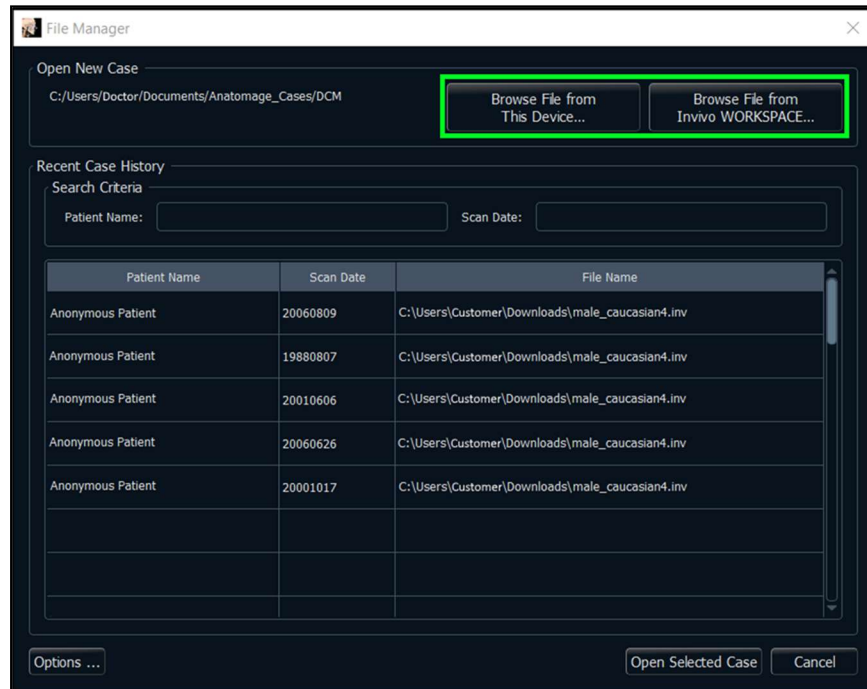 File Manager
Open New Case
C:/Users/Doctor/Documents/Anatomage_Cases/DCM
Browse File from
This Device...
Browse File from
Invivo WORKSPACE...
Recent Case History
Search Criteria
Patient Name:
Scan Date:
Patient Name Scan Date File Name
Anonymous Patient 20060809 C:\Users\Customer\Downloads\male_caucasian4.inv
Anonymous Patient 19880807 C:\Users\Customer\Downloads\male_caucasian4.inv
Anonymous Patient 20010606 C:\Users\Customer\Downloads\male_caucasian4.inv
Anonymous Patient 20060626 C:\Users\Customer\Downloads\male_caucasian4.inv
Anonymous Patient 20001017 C:\Users\Customer\Downloads\male_caucasian4.inv
Options ...
Open Selected Case
Cancel